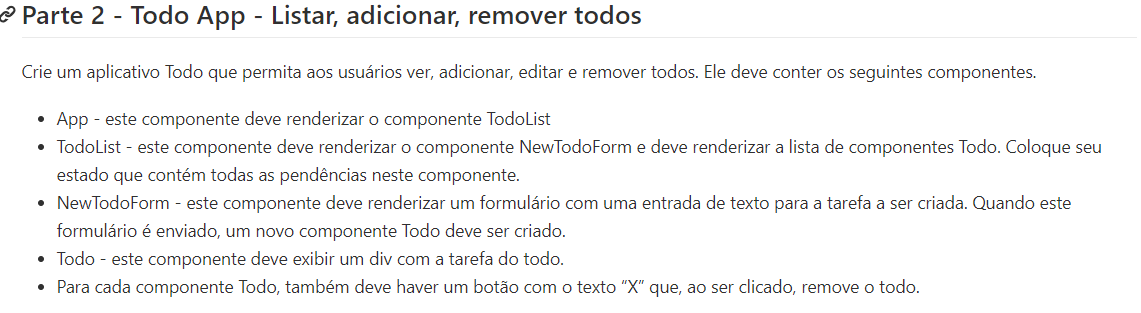 Parte 2 - Todo App - Listar, adicionar, remover todos
Crie um aplicativo Todo que permita aos usuários ver, adicionar, editar e remover todos. Ele deve conter os seguintes componentes.
• App - este componente deve renderizar o componente TodoList
• TodoList - este componente deve renderizar o componente NewTodoForm e deve renderizar a lista de componentes Todo. Coloque seu
estado que contém todas as pendências neste componente.
• NewTodoForm - este componente deve renderizar um formulário com uma entrada de texto para a tarefa a ser criada. Quando este
formulário é enviado, um novo componente Todo deve ser criado.
• Todo - este componente deve exibir um div com a tarefa do todo.
• Para cada componente Todo, também deve haver um botão com o texto “X” que, ao ser clicado, remove o todo.